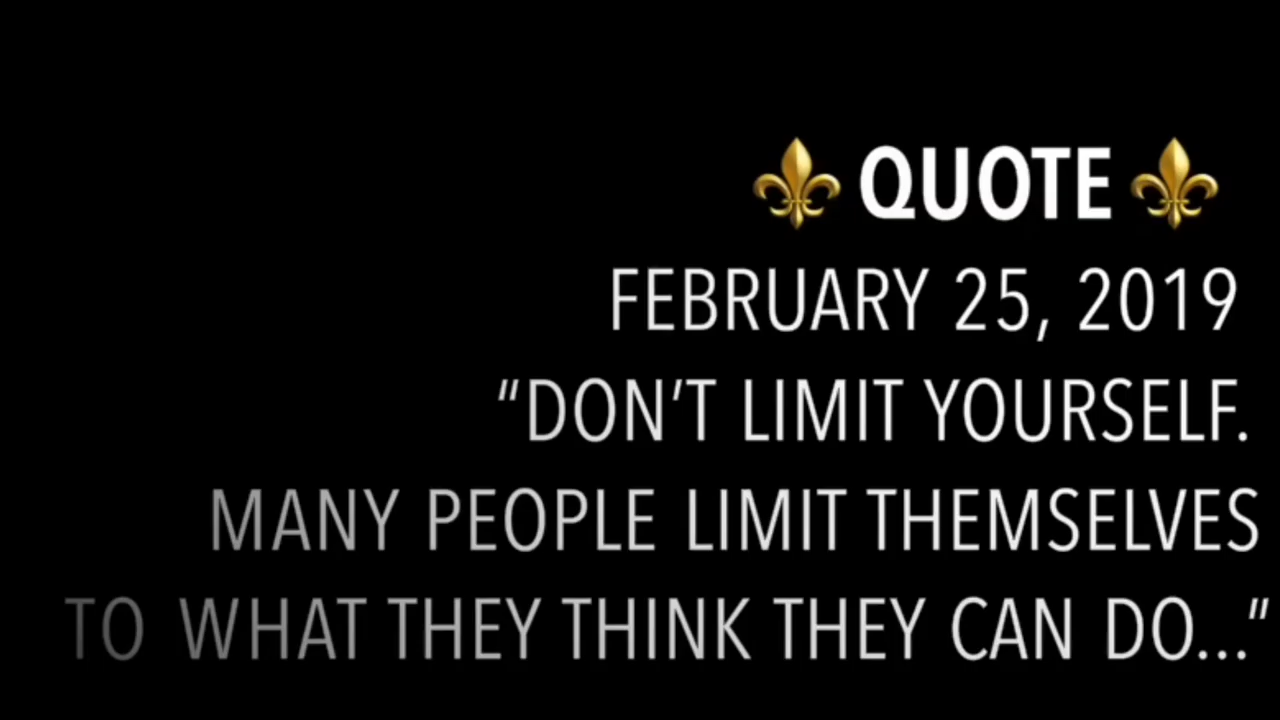 ⚜ QUOTE ⚜
FEBRUARY 25, 2019
“DON’T LIMIT YOURSELF.
MANY PEOPLE LIMIT THEMSELVES
TO WHAT THEY THINK THEY CAN DO...”